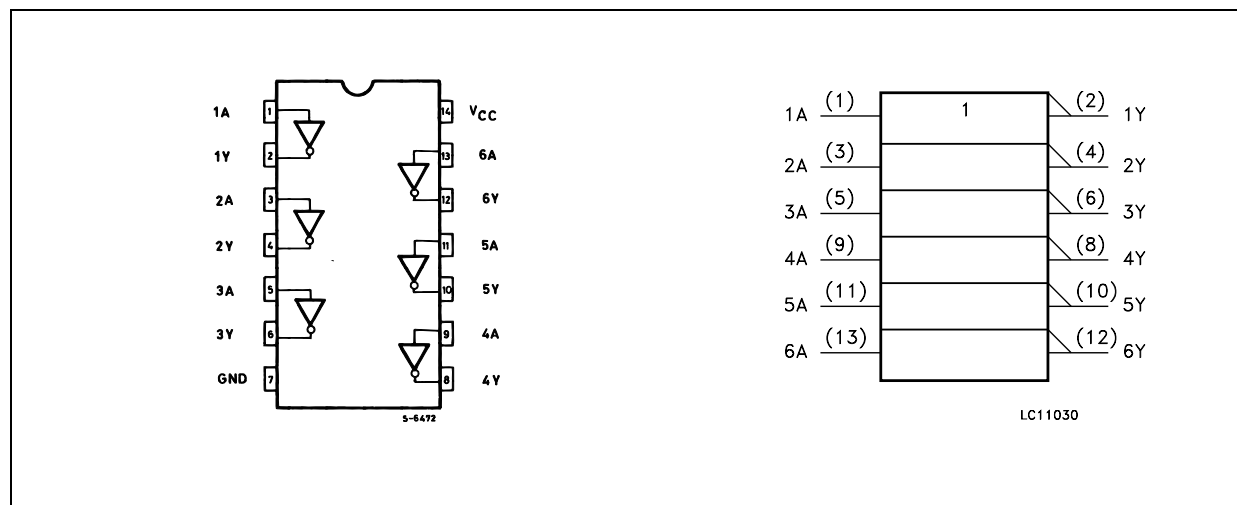 1A 1 14 VCC
1Y 2 13 6A
2A 3 12 6Y
2Y 4 11 5A
3A 5 10 5Y
3Y 6 9 4A
GND 7 8 4Y
S-6472
1A (1) 1 (2) 1Y
2A (3) (4) 2Y
3A (5) (6) 3Y
4A (9) (8) 4Y
5A (11) (10) 5Y
6A (13) (12) 6Y
LC11030